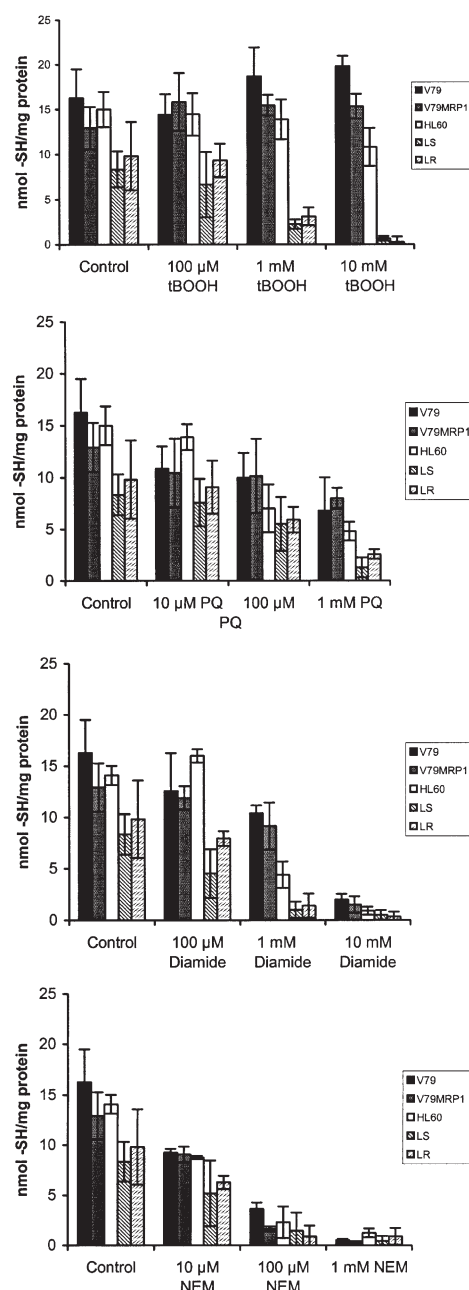 nmol -SH/mg protein
25
20
15
10
5
0
Control
100 µM
tBOOH
1 mM
tBOOH
10 mM
tBOOH
V79
V79MRP1
HL60
LS
LR
nmol -SH/mg protein
25
20
15
10
5
0
Control
10 µM PQ
100 µM
PQ
1 mM PQ
V79
V79MRP1
HL60
LS
LR
nmol -SH/mg protein
25
20
15
10
5
0
Control
100 µM
Diamide
1 mM
Diamide
10 mM
Diamide
V79
V79MRP1
HL60
LS
LR
nmol -SH/mg protein
25
20
15
10
5
0
Control
10 µM
NEM
100 µM
NEM
1 mM NEM
V79
V79MRP1
HL60
LS
LR